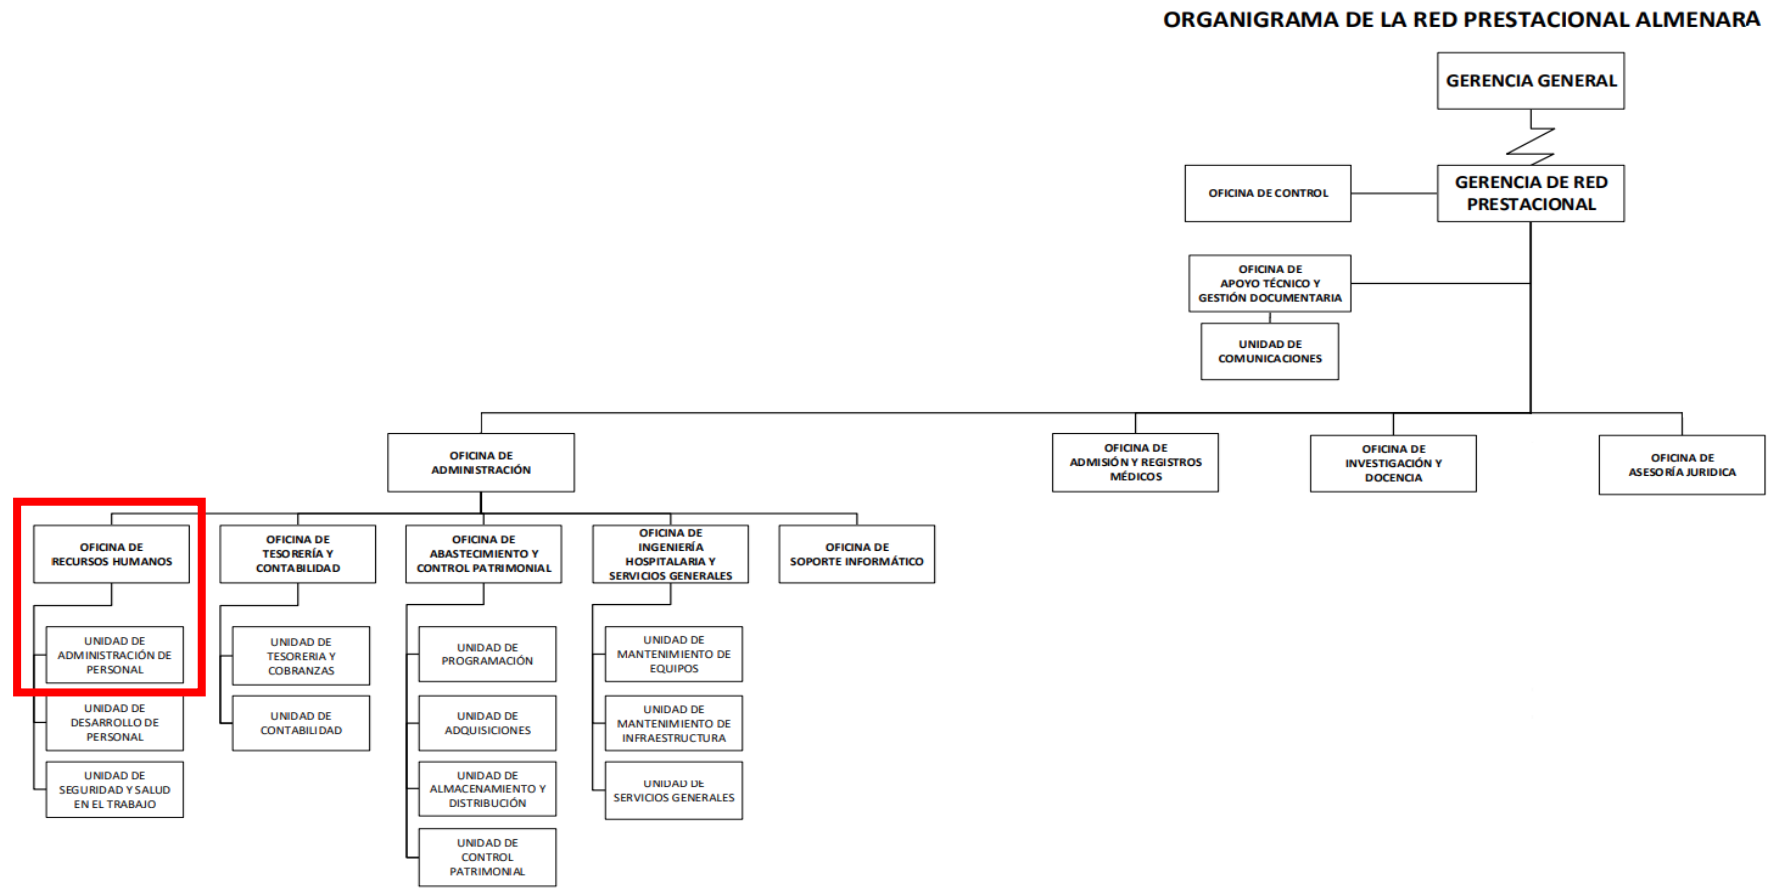 ORGANIGRAMA DE LA RED PRESTACIONAL ALMENARA
GERENCIA GENERAL
GERENCIA DE RED
PRESTACIONAL
OFICINA DE CONTROL
OFICINA DE
APOYO TÉCNICO Y
GESTIÓN DOCUMENTARIA
UNIDAD DE
COMUNICACIONES
OFICINA DE
ADMINISTRACIÓN
OFICINA DE
ADMISIÓN Y REGISTROS
MÉDICOS
OFICINA DE
INVESTIGACIÓN Y
DOCENCIA
OFICINA DE
ASESORÍA JURIDICA
OFICINA DE
RECURSOS HUMANOS
OFICINA DE
TESORERÍA Y
CONTABILIDAD
OFICINA DE
ABASTECIMIENTO Y
CONTROL PATRIMONIAL
OFICINA DE
INGENIERÍA
HOSPITALARIA Y
SERVICIOS GENERALES
OFICINA DE
SOPORTE INFORMÁTICO
UNIDAD DE
ADMINISTRACIÓN DE
PERSONAL
UNIDAD DE
TESORERIA Y
COBRANZAS
UNIDAD DE
PROGRAMACIÓN
UNIDAD DE
MANTENIMIENTO DE
EQUIPOS
UNIDAD DE
DESARROLLO DE
PERSONAL
UNIDAD DE
CONTABILIDAD
UNIDAD DE
ADQUISICIONES
UNIDAD DE
MANTENIMIENTO DE
INFRAESTRUCTURA
UNIDAD DE
SEGURIDAD Y SALUD
EN EL TRABAJO
UNIDAD DE
ALMACENAMIENTO Y
DISTRIBUCIÓN
UNIDAD DE
SERVICIOS GENERALES
UNIDAD DE
CONTROL
PATRIMONIAL